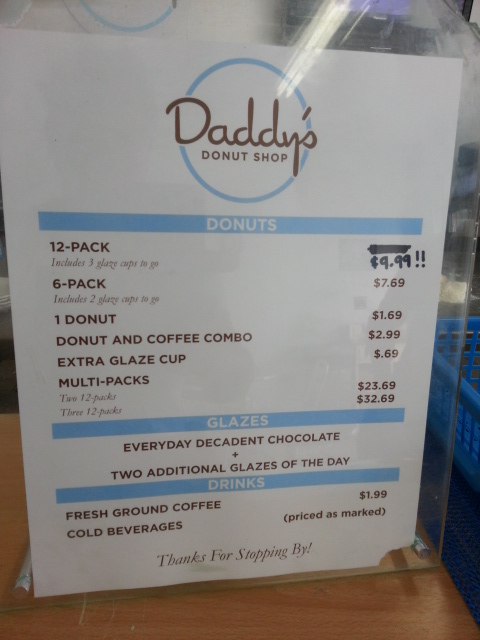 Daddy's
DONUT SHOP
DONUTS
12-PACK $9.99!!
Includes 3 glaze cups to go
6-PACK $7.69
Includes 2 glaze cups to go
1 DONUT $1.69
DONUT AND COFFEE COMBO $2.99
EXTRA GLAZE CUP $.69
MULTI-PACKS
Two 12-packs $23.69
Three 12-packs $32.69
GLAZES
EVERYDAY DECADENT CHOCOLATE
+
TWO ADDITIONAL GLAZES OF THE DAY
DRINKS
FRESH GROUND COFFEE $1.99
COLD BEVERAGES (priced as marked)
Thanks For Stopping By!